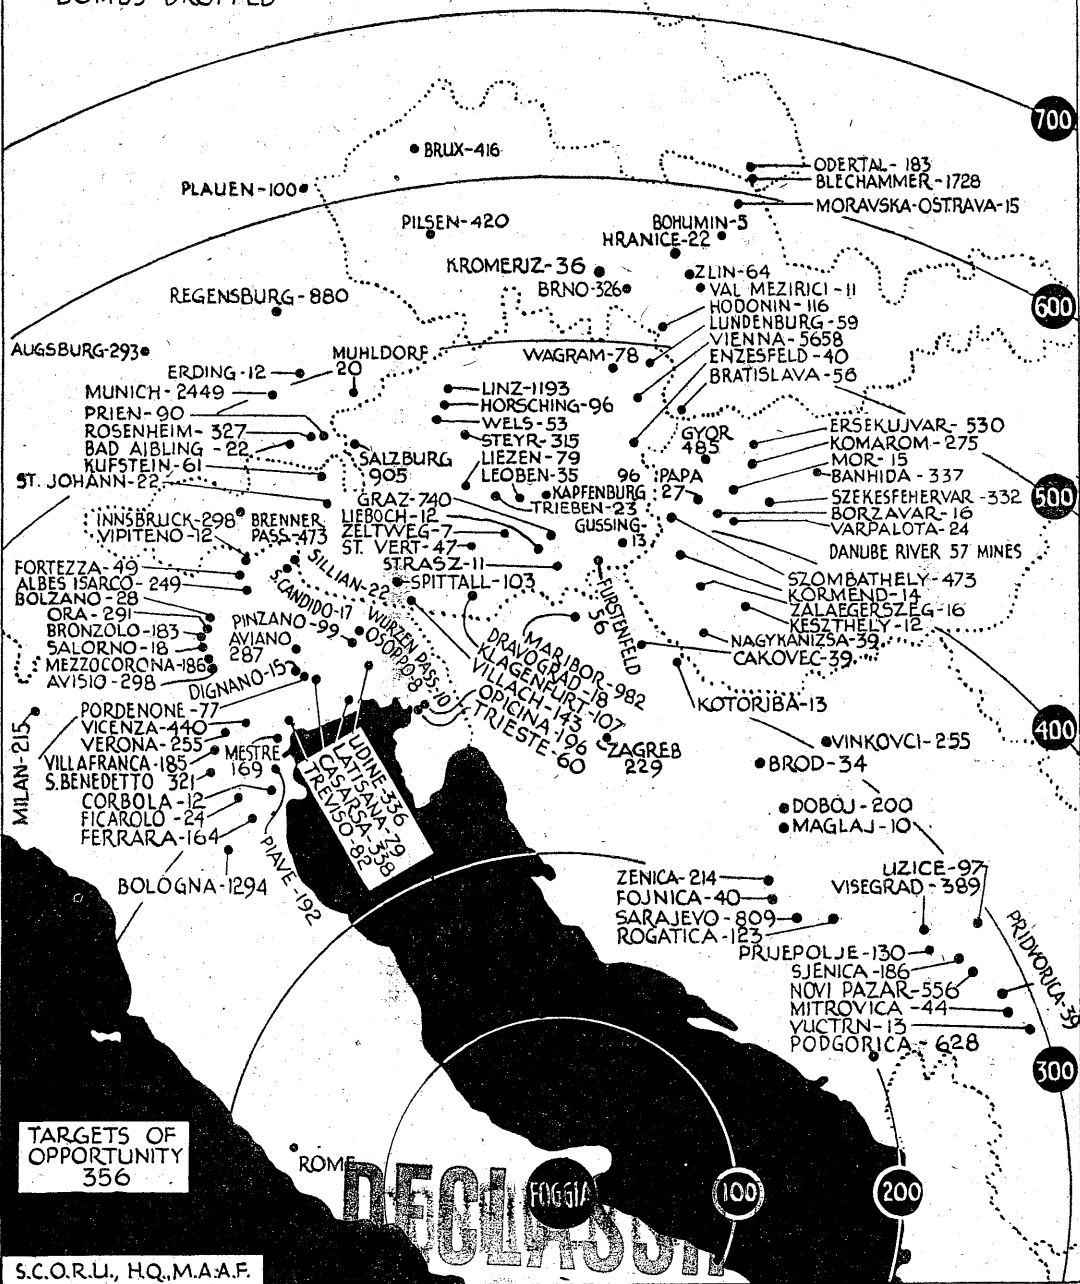 BOMBS DROPPED
700
BRUX-416
ODERTAL-183
BLECHAMMER-1728
PLAUEN-100
MORAVSKA-OSTRAVA-15
PILSEN-420
BOHUMIN-5
HRANICE-22
KROMERIZ-36
ZLIN-64
BRNO-326
VAL MEZIRICI-11
REGENSBURG-880
HODONIN-116
600
LUNDENBURG-59
VIENNA-5658
AUGSBURG-293
MUHLDORF
20
WAGRAM-78
ENZESFELD-40
ERDING-12
BRATISLAVA-56
MUNICH-2449
LINZ-1193
PRIEN-90
HORSCHING-96
ROSENHEIM-327
WELS-53
ERSEKUJVAR-530
BAD AIBLING-22
STEYR-315
GYOR
485
KOMAROM-275
KUFSTEIN-61
SALZBURG
905
LIEZEN-79
MOR-15
ST. JOHANN-22
LEOBEN-35
96
KAPFENBURG
PAPA
27
BANHIDA-337
500
GRAZ-740
TRIEBEN-23
SZEKESFEHERVAR-332
INNSBRUCK-298
BRENNER
PASS-473
LIEBOCH-12
GUSSING
13
BORZAVAR-16
VIPITENO-12
ZELTWEG-7
VARPALOTA-24
ST. VERT-47
DANUBE RIVER 57 MINES
FORTEZZA-49
SILLIAN-22
STRASZ-11
SZOMBATHELY-473
ALBES ISARCO-249
S.CANDIDO-17
SPITTALL-103
FURSTENFELD
56
KORMEND-14
BOLZANO-28
ZALAEGERSZEG-16
ORA-291
PINZANO-99
WURZEN PASS-10
KESZTHELY-12
BRONZOLO-183
AVIANO
287
OSOPPO-8
NAGYKANIZSA-39
SALORNO-18
CAKOVEC-39
MEZZOCORONA-186
MARIBOR-982
AVISIO-298
DIGNANO-15
DRAVOGRAD-18
KLAGENFURT-107
VILLACH-143
OPICINA-196
TRIESTE-60
KOTORIBA-13
PORDENONE-77
400
MILAN-215
VICENZA-440
VERONA-255
ZAGREB
229
VINKOVCI-255
VILLAFRANCA-185
MESTRE
169
BROD-34
S.BENEDETTO 321
UDINE-336
LATISANA-79
CASARSA-338
TREVISO-82
CORBOLA-12
DOBOJ-200
FICAROLO-24
MAGLAJ-10
FERRARA-164
PIAVE-192
BOLOGNA-1294
UZICE-97
ZENICA-214
VISEGRAD-389
FOJNICA-40
SARAJEVO-809
PRIDVORICA-39
ROGATICA-123
PRIJEPOLJE-130
SJENICA-186
NOVI PAZAR-556
MITROVICA-44
VUCTRN-13
PODGORICA-628
300
TARGETS OF
OPPORTUNITY
356
ROME
FOGGIA
100
200
DECLASSI
S.C.O.R.U., H.Q., M.A.A.F.